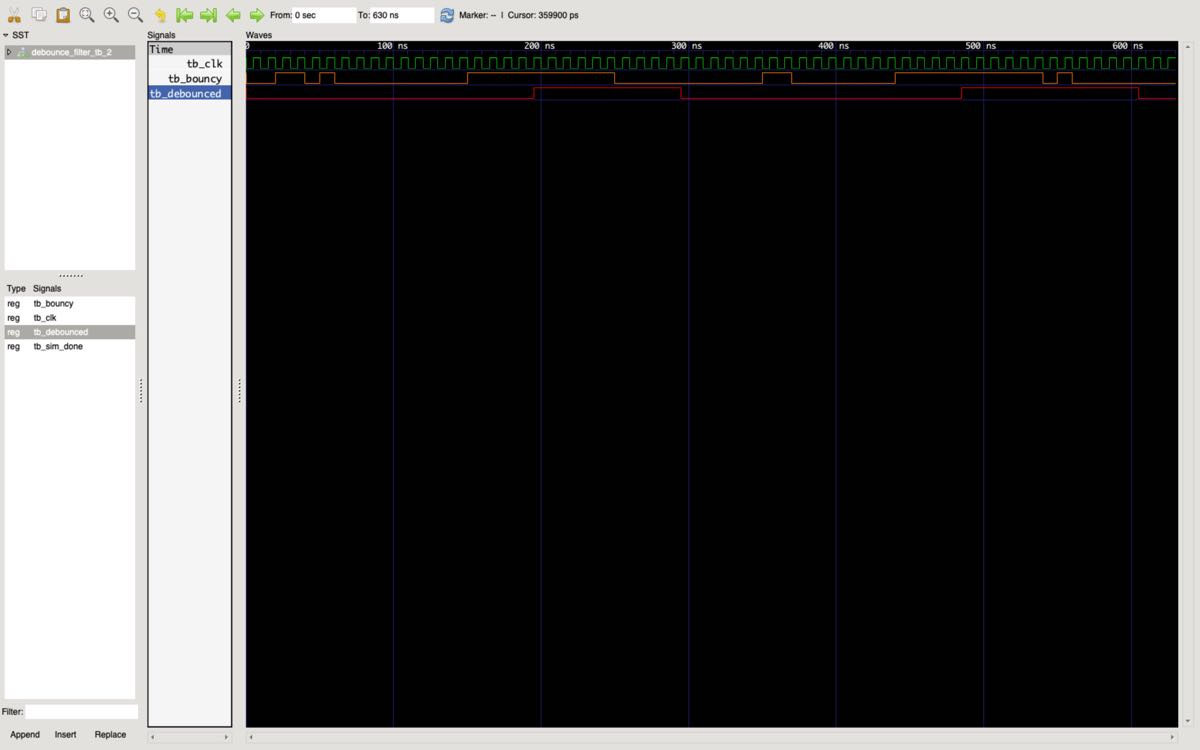 From: 0 sec To: 630 ns Marker: -- | Cursor: 359900 ps
SST
debounce_filter_tb_2
Type Signals
reg tb_bouncy
reg tb_clk
reg tb_debounced
reg tb_sim_done
Filter:
Append Insert Replace
Signals
Time
tb_clk
tb_bouncy
tb_debounced
Waves
0 100 ns 200 ns 300 ns 400 ns 500 ns 600 ns